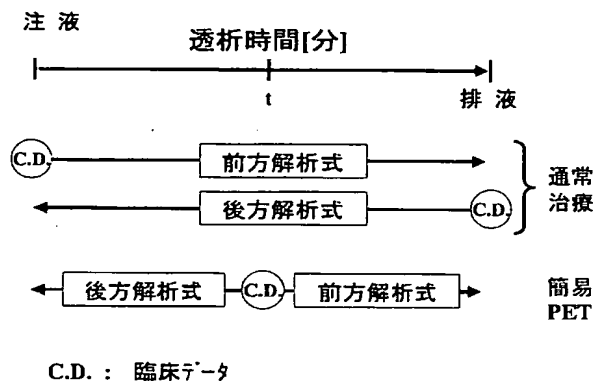 注 液
透析時間[分]
t
排 液
C.D.
前方解析式
後方解析式
C.D.
通常
治療
後方解析式
C.D.
前方解析式
簡易
PET
C.D. : 臨床データ